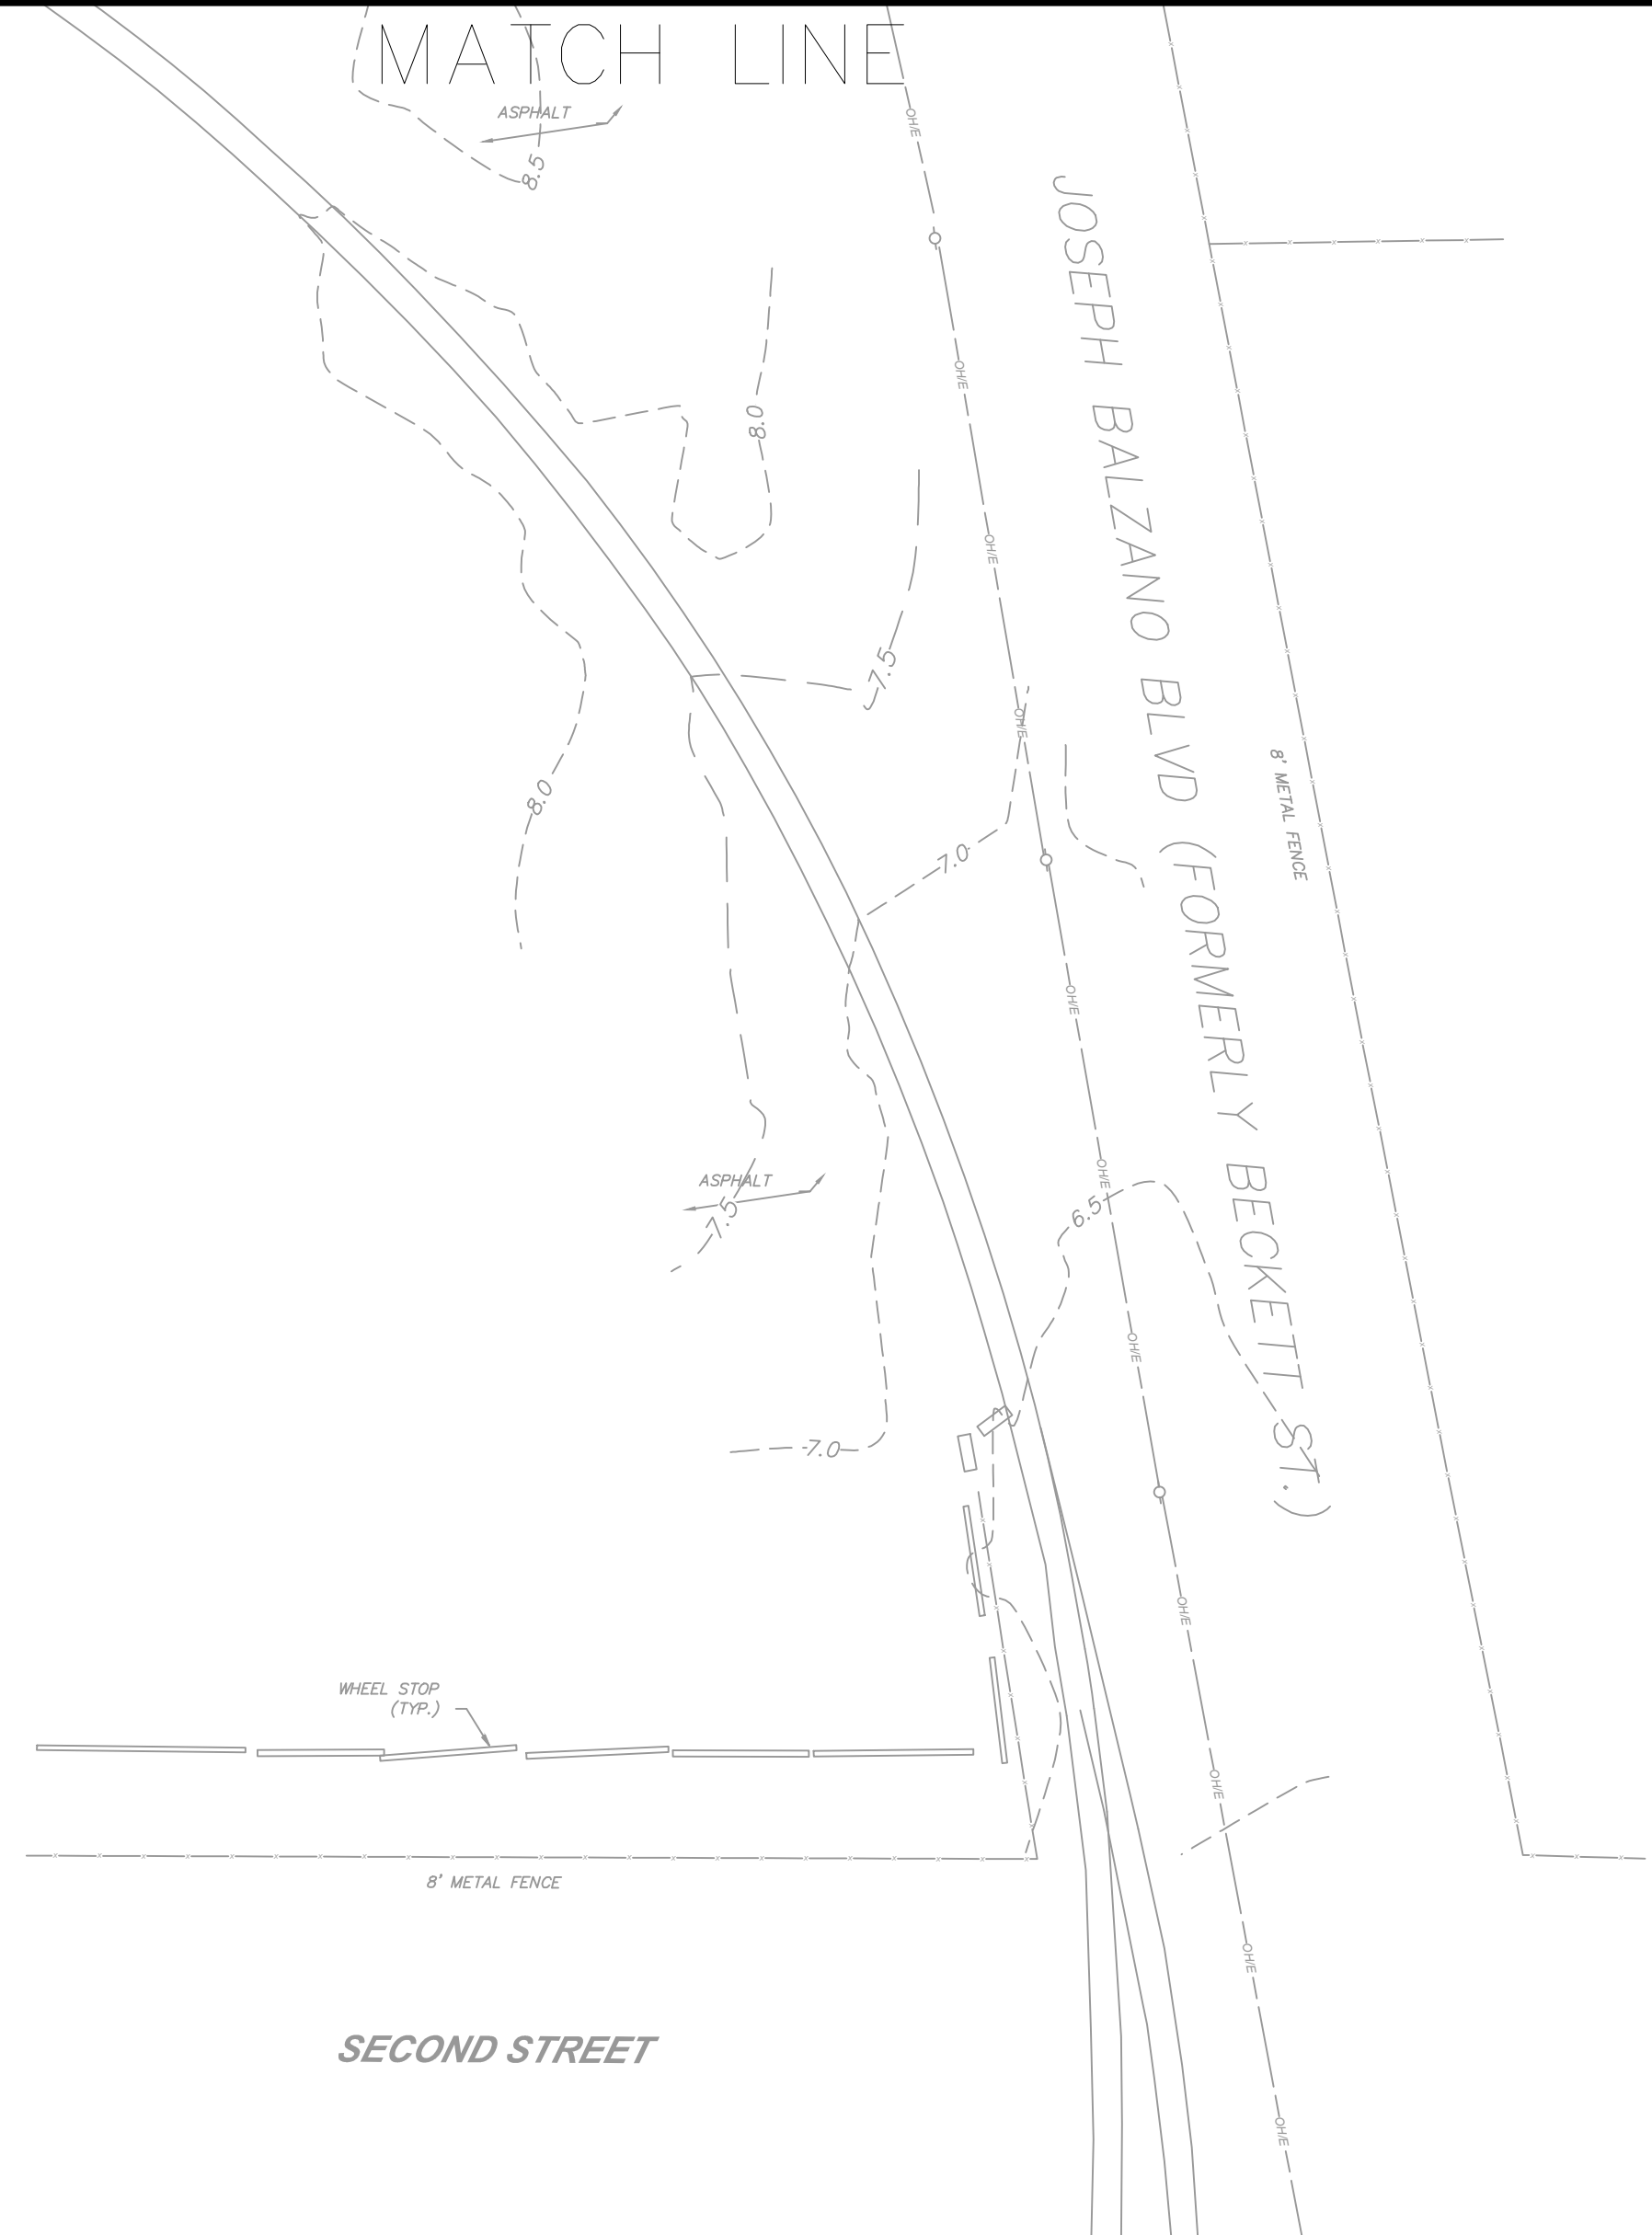 MATCH LINE
ASPHALT
8.5
OH/E
JOSEPH BALZANO BLVD (FORMERLY BECKETT ST.)
OH/E
8.0
OH/E
7.5
OH/E
8' METAL FENCE
8.0
7.0
OH/E
ASPHALT
OH/E
7.5
6.5
OH/E
7.0
OH/E
WHEEL STOP
(TYP.)
OH/E
8' METAL FENCE
OH/E
SECOND STREET
OH/E